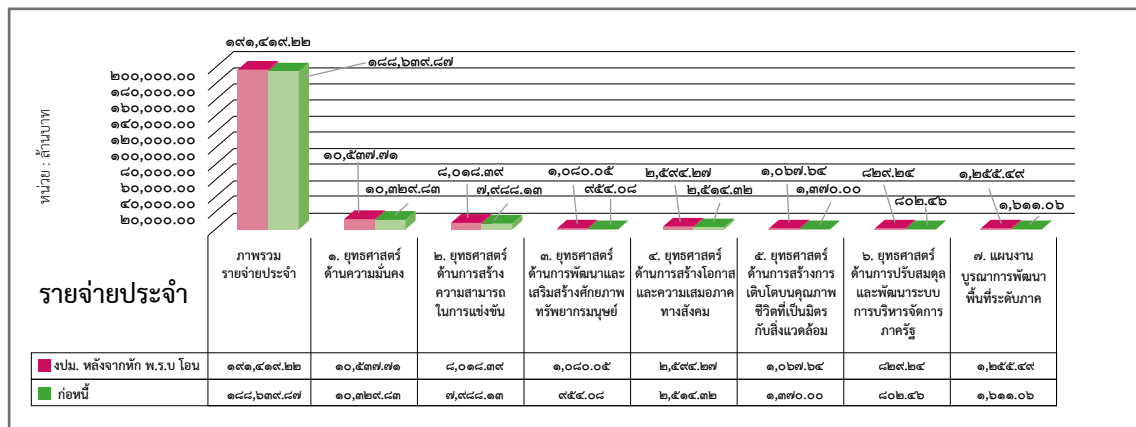 ๑๙๑,๔๑๙.๒๒
๑๘๘,๖๓๙.๘๗
หน่วย : ล้านบาท
๒๐๐,๐๐๐.๐๐
๑๘๐,๐๐๐.๐๐
๑๖๐,๐๐๐.๐๐
๑๔๐,๐๐๐.๐๐
๑๒๐,๐๐๐.๐๐
๑๐๐,๐๐๐.๐๐
๘๐,๐๐๐.๐๐
๖๐,๐๐๐.๐๐
๔๐,๐๐๐.๐๐
๒๐,๐๐๐.๐๐
๑๐,๕๓๗.๗๑
๑๐,๓๒๙.๘๓
๘,๐๑๘.๓๙
๗,๙๘๘.๑๓
๑,๐๘๐.๐๕
๙๕๔.๐๘
๒,๕๙๔.๒๗
๒,๕๑๔.๓๒
๑,๐๖๗.๖๔
๑,๓๗๐.๐๐
๘๒๙.๒๔
๘๐๒.๔๖
๑,๒๕๕.๔๙
๑,๖๑๑.๐๖
รายจ่ายประจำ
ภาพรวม
รายจ่ายประจำ
๑. ยุทธศาสตร์
ด้านความมั่นคง
๒. ยุทธศาสตร์
ด้านการสร้าง
ความสามารถ
ในการแข่งขัน
๓. ยุทธศาสตร์
ด้านการพัฒนาและ
เสริมสร้างศักยภาพ
ทรัพยากรมนุษย์
๔. ยุทธศาสตร์
ด้านการสร้างโอกาส
และความเสมอภาค
ทางสังคม
๕. ยุทธศาสตร์
ด้านการสร้างการ
เติบโตบนคุณภาพ
ชีวิตที่เป็นมิตร
กับสิ่งแวดล้อม
๖. ยุทธศาสตร์
ด้านการปรับสมดุล
และพัฒนาระบบ
การบริหารจัดการ
ภาครัฐ
๗. แผนงาน
บูรณาการพัฒนา
พื้นที่ระดับภาค
งปม. หลังจากหัก พ.ร.บ โอน ๑๙๑,๔๑๙.๒๒ ๑๐,๕๓๗.๗๑ ๘,๐๑๘.๓๙ ๑,๐๘๐.๐๕ ๒,๕๙๔.๒๗ ๑,๐๖๗.๖๔ ๘๒๙.๒๔ ๑,๒๕๕.๔๙
ก่อหนี้ ๑๘๘,๖๓๙.๘๗ ๑๐,๓๒๙.๘๓ ๗,๙๘๘.๑๓ ๙๕๔.๐๘ ๒,๕๑๔.๓๒ ๑,๓๗๐.๐๐ ๘๐๒.๔๖ ๑,๖๑๑.๐๖